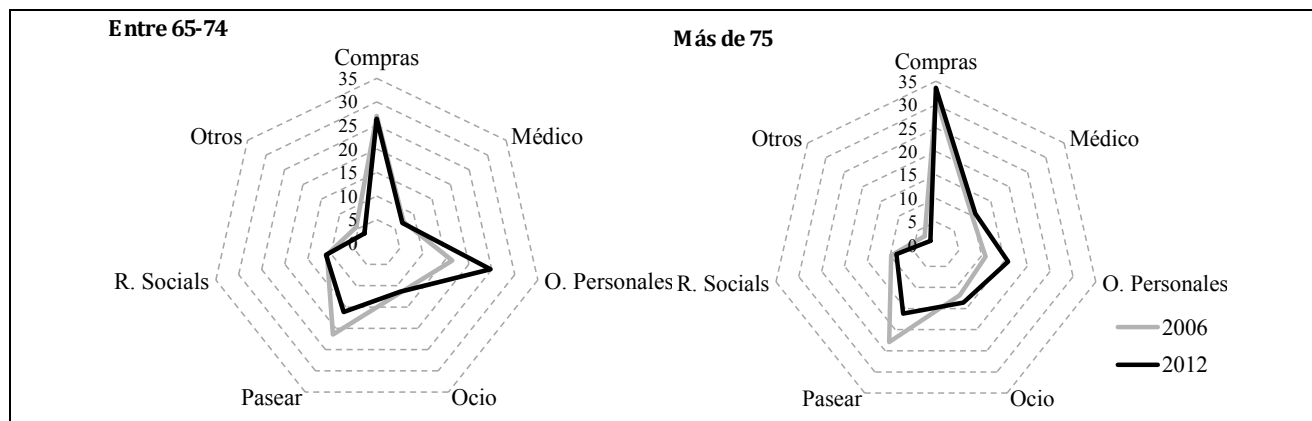 Entre 65-74
Compras
35
30
25
20
15
10
5
0
Médico
O. Personales
Ocio
Pasear
R. Socials
Otros
Más de 75
Compras
35
30
25
20
15
10
5
0
Médico
O. Personales
Ocio
Pasear
R. Socials
Otros
2006
2012